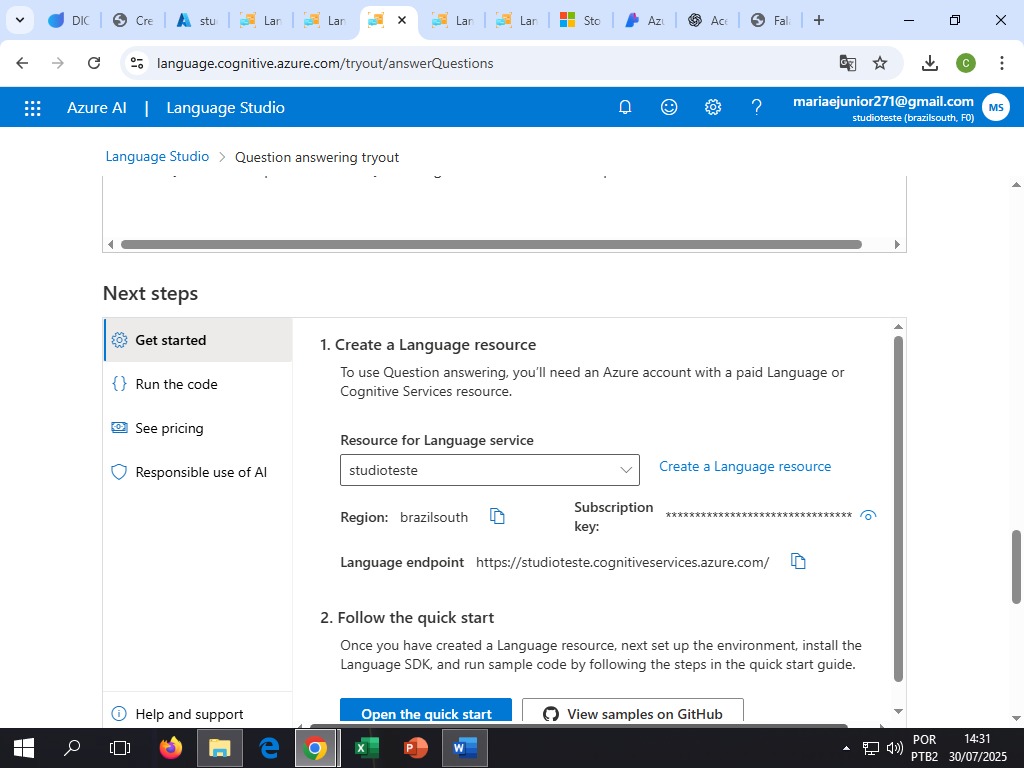 DIC
Cre
stu
Lan
Lan
Lan
Lan
Sto
Azu
Ace
Fala
language.cognitive.azure.com/tryout/answerQuestions
Azure AI | Language Studio
mariaejunior271@gmail.com
studioteste (brazilsouth, F0)
MS
C
Language Studio > Question answering tryout
Next steps
Get started
Run the code
See pricing
Responsible use of AI
Help and support
1. Create a Language resource
To use Question answering, you'll need an Azure account with a paid Language or
Cognitive Services resource.
Resource for Language service
studioteste
Create a Language resource
Region: brazilsouth
Subscription
key:
********************************
Language endpoint https://studioteste.cognitiveservices.azure.com/
2. Follow the quick start
Once you have created a Language resource, next set up the environment, install the
Language SDK, and run sample code by following the steps in the quick start guide.
Open the quick start
View samples on GitHub
POR
PTB2
14:31
30/07/2025